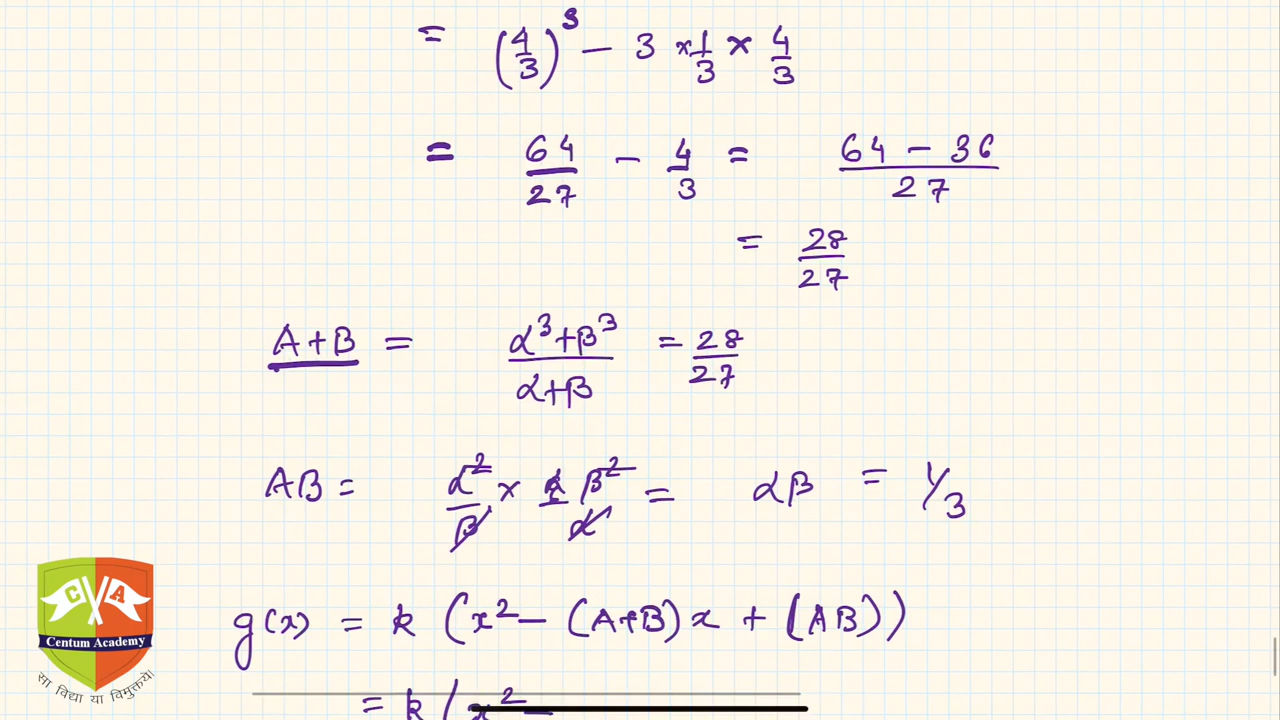 = (4/3)³ − 3 × 1/3 × 4/3
= 64/27 − 4/3 = 64 − 36/27
= 28/27
A+B = α³+β³/α+β = 28/27
AB = α²/β × β²/α = αβ = 1/3
g(x) = k (x² − (A+B)x + (AB))
= k (x² −
C A
Centum Academy
सा विद्या या विमुक्तये।